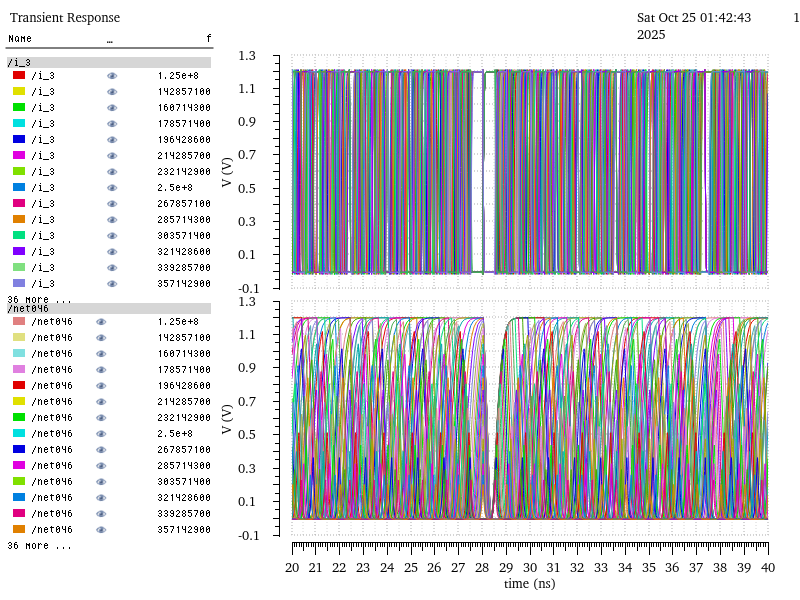 Transient Response
Sat Oct 25 01:42:43 1
2025
Name … f
/i_3
/i_3 1.25e+8
/i_3 142857100
/i_3 160714300
/i_3 178571400
/i_3 196428600
/i_3 214285700
/i_3 232142900
/i_3 2.5e+8
/i_3 267857100
/i_3 285714300
/i_3 303571400
/i_3 321428600
/i_3 339285700
/i_3 357142900
36 more ...
/net046
/net046 1.25e+8
/net046 142857100
/net046 160714300
/net046 178571400
/net046 196428600
/net046 214285700
/net046 232142900
/net046 2.5e+8
/net046 267857100
/net046 285714300
/net046 303571400
/net046 321428600
/net046 339285700
/net046 357142900
36 more ...
1.3
1.1
0.9
0.7
0.5
0.3
0.1
-0.1
V (V)
1.3
1.1
0.9
0.7
0.5
0.3
0.1
-0.1
V (V)
20 21 22 23 24 25 26 27 28 29 30 31 32 33 34 35 36 37 38 39 40
time (ns)